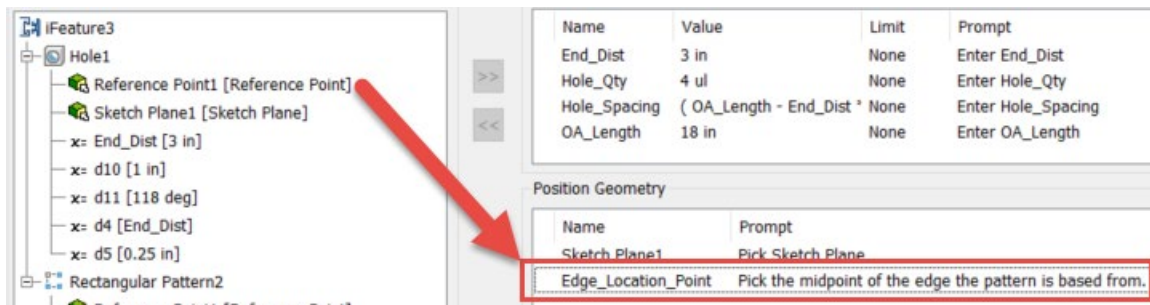 iFeature3
Hole1
Reference Point1 [Reference Point]
Sketch Plane1 [Sketch Plane]
x= End_Dist [3 in]
x= d10 [1 in]
x= d11 [118 deg]
x= d4 [End_Dist]
x= d5 [0.25 in]
Rectangular Pattern2
>>
<<
Name Value Limit Prompt
End_Dist 3 in None Enter End_Dist
Hole_Qty 4 ul None Enter Hole_Qty
Hole_Spacing ( OA_Length - End_Dist * None Enter Hole_Spacing
OA_Length 18 in None Enter OA_Length
Position Geometry
Name Prompt
Sketch Plane1 Pick Sketch Plane
Edge_Location_Point Pick the midpoint of the edge the pattern is based from.